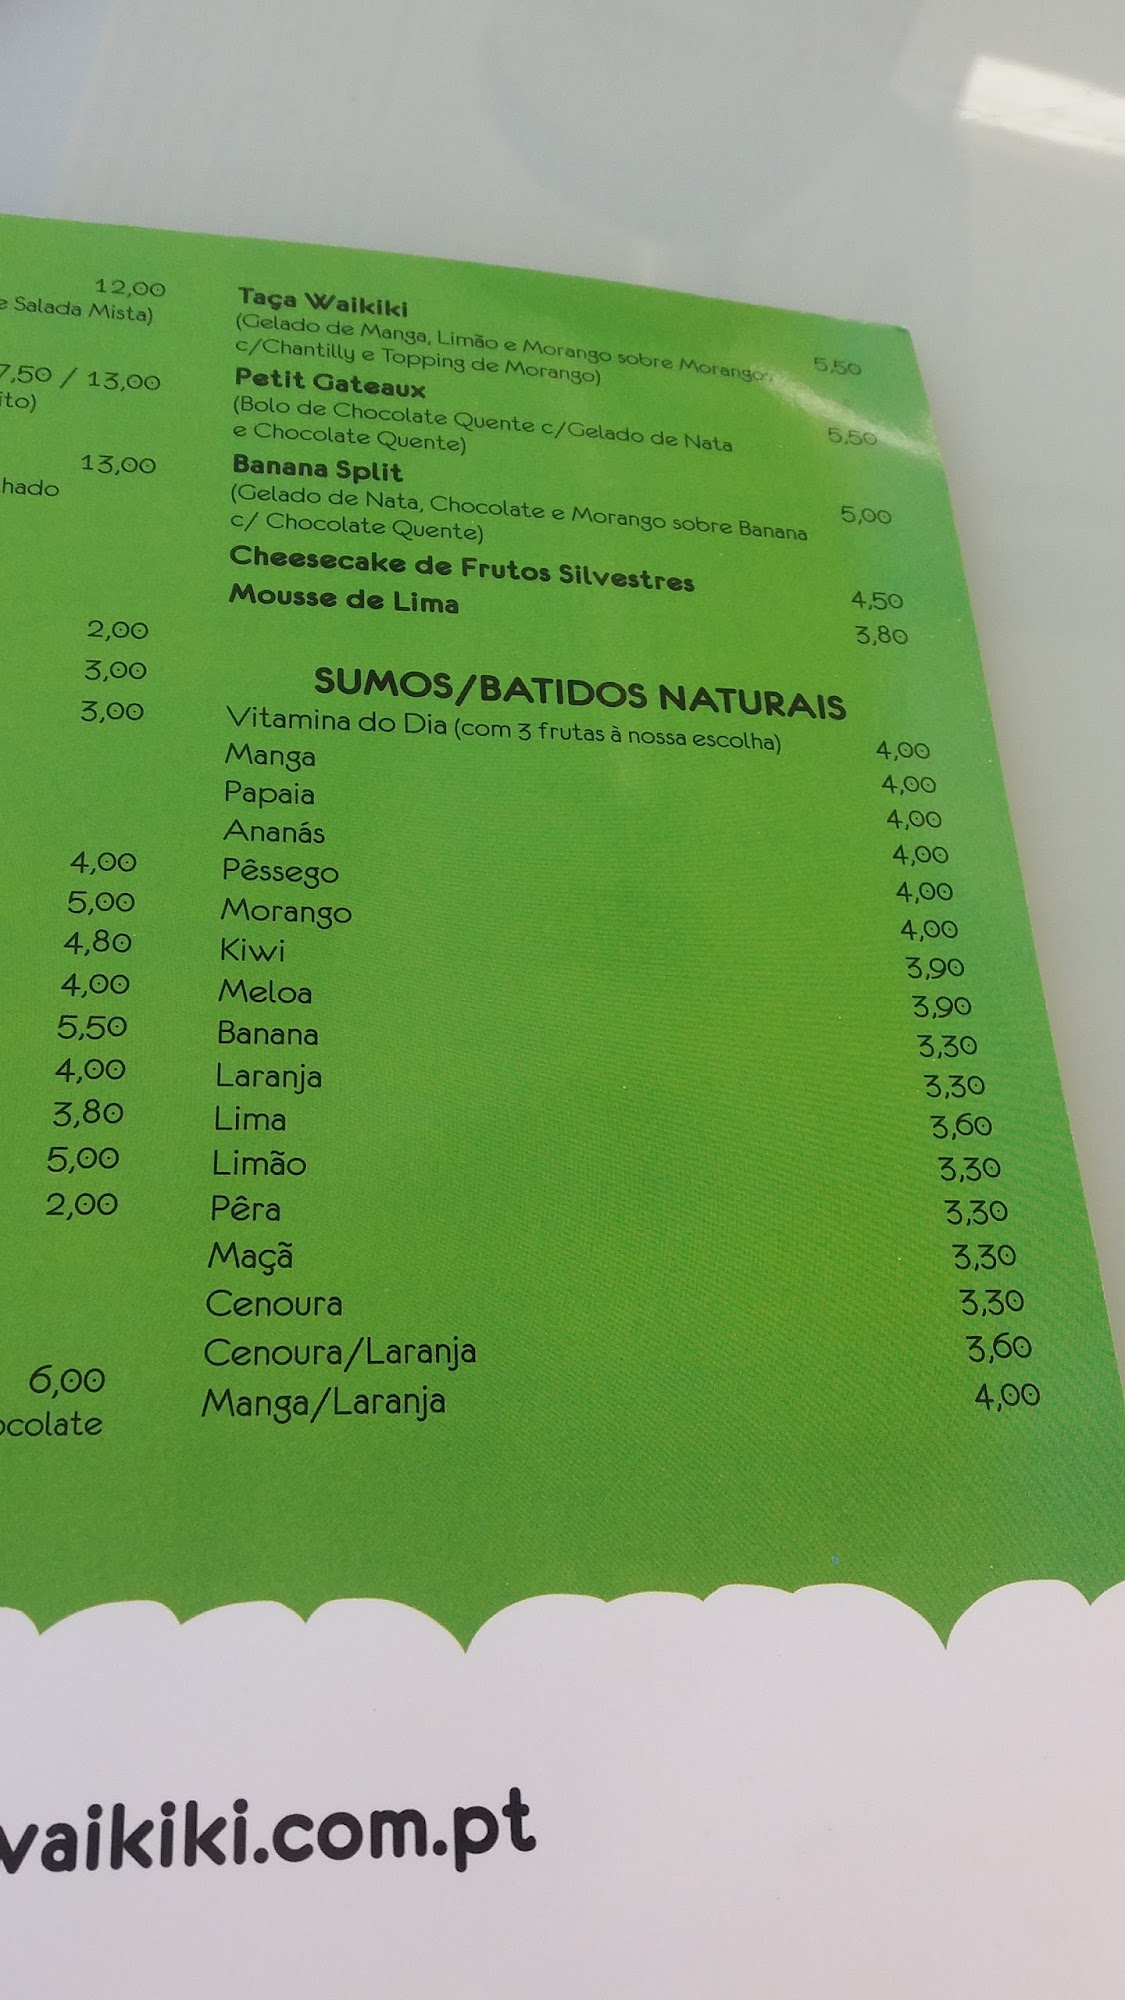 12,00
e Salada Mista)
7,50 / 13,00
ito)
13,00
hado
2,00
3,00
3,00
4,00
5,00
4,80
4,00
5,50
4,00
3,80
5,00
2,00
6,00
ocolate
Taça Waikiki
(Gelado de Manga, Limão e Morango sobre Morangos 5,50
c/Chantilly e Topping de Morango)
Petit Gateaux
(Bolo de Chocolate Quente c/Gelado de Nata 5,50
e Chocolate Quente)
Banana Split
(Gelado de Nata, Chocolate e Morango sobre Banana 5,00
c/ Chocolate Quente)
Cheesecake de Frutos Silvestres 4,50
Mousse de Lima 3,80
SUMOS/BATIDOS NATURAIS
Vitamina do Dia (com 3 frutas à nossa escolha) 4,00
Manga 4,00
Papaia 4,00
Ananás 4,00
Pêssego 4,00
Morango 4,00
Kiwi 3,90
Meloa 3,90
Banana 3,30
Laranja 3,30
Lima 3,60
Limão 3,30
Pêra 3,30
Maçã 3,30
Cenoura 3,30
Cenoura/Laranja 3,60
Manga/Laranja 4,00
waikiki.com.pt